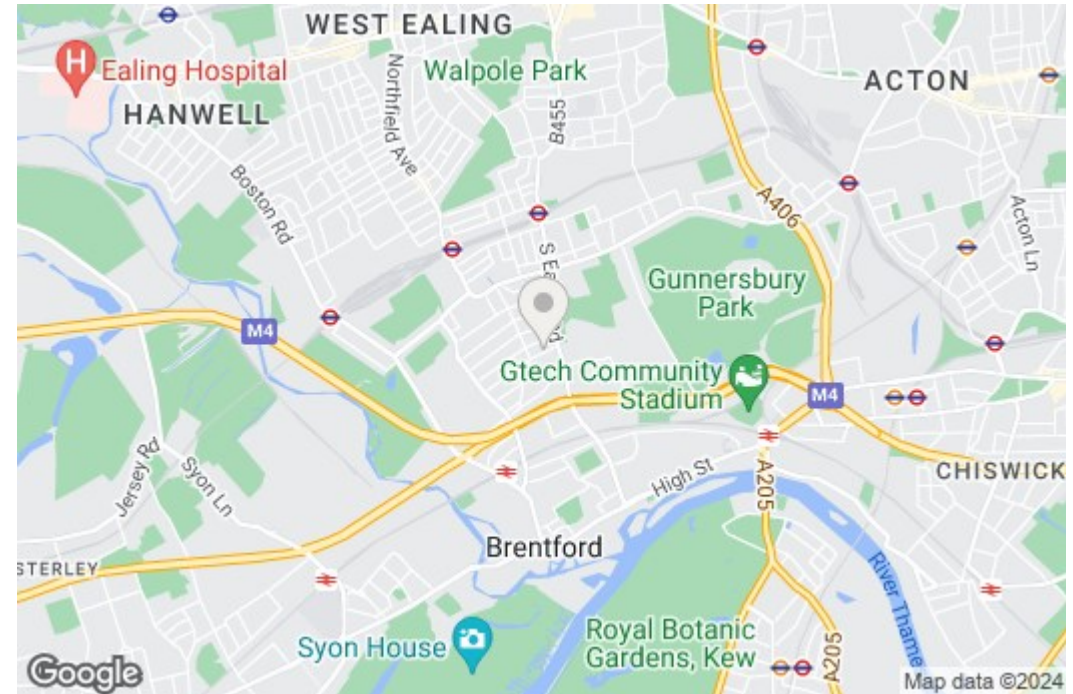 WEST EALING
Ealing Hospital
H
Walpole Park
ACTON
HANWELL
Northfield Ave
B455
Boston Rd
A406
Acton Ln
Gunnersbury
Park
M4
Gtech Community
Stadium
M4
Jersey Rd
Syon Ln
High St
A205
CHISWICK
Brentford
STERLEY
River Thame
Syon House
Royal Botanic
Gardens, Kew
A205
Google
Map data ©2024